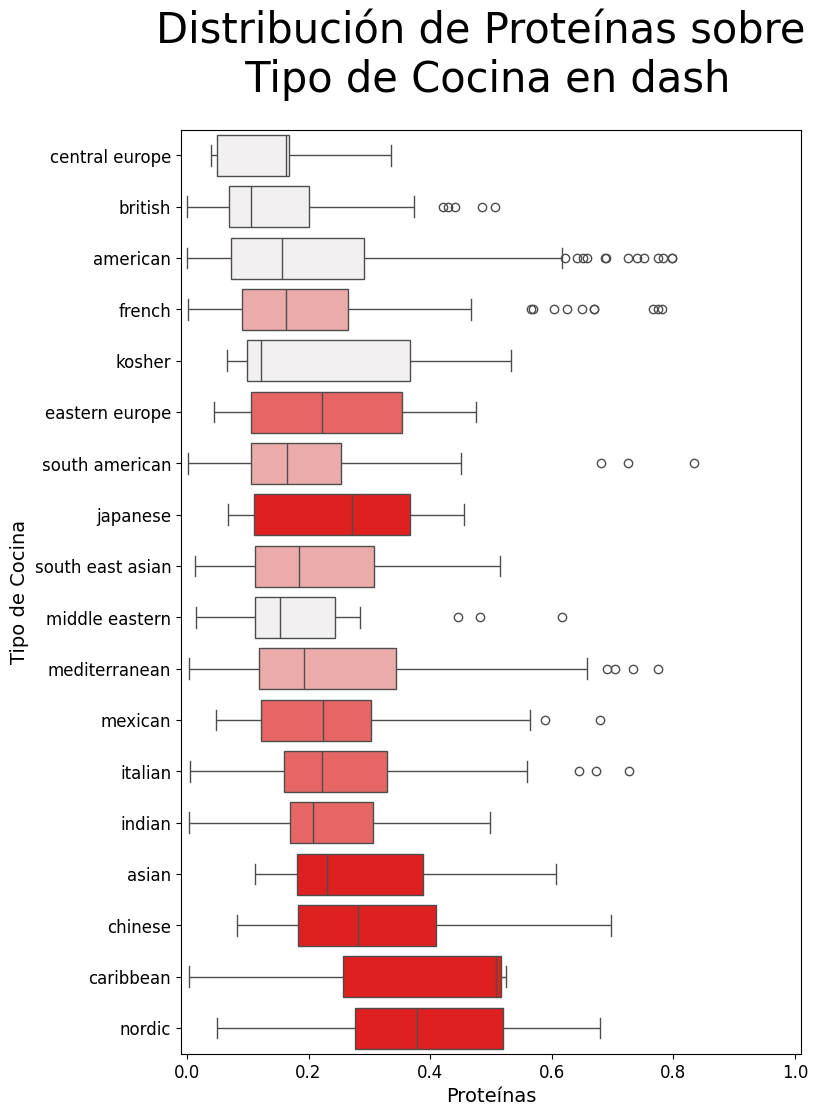 Distribución de Proteínas sobre
Tipo de Cocina en dash
central europe
british
american
french
kosher
eastern europe
south american
japanese
south east asian
middle eastern
mediterranean
mexican
italian
indian
asian
chinese
caribbean
nordic
Tipo de Cocina
0.0 0.2 0.4 0.6 0.8 1.0
Proteínas